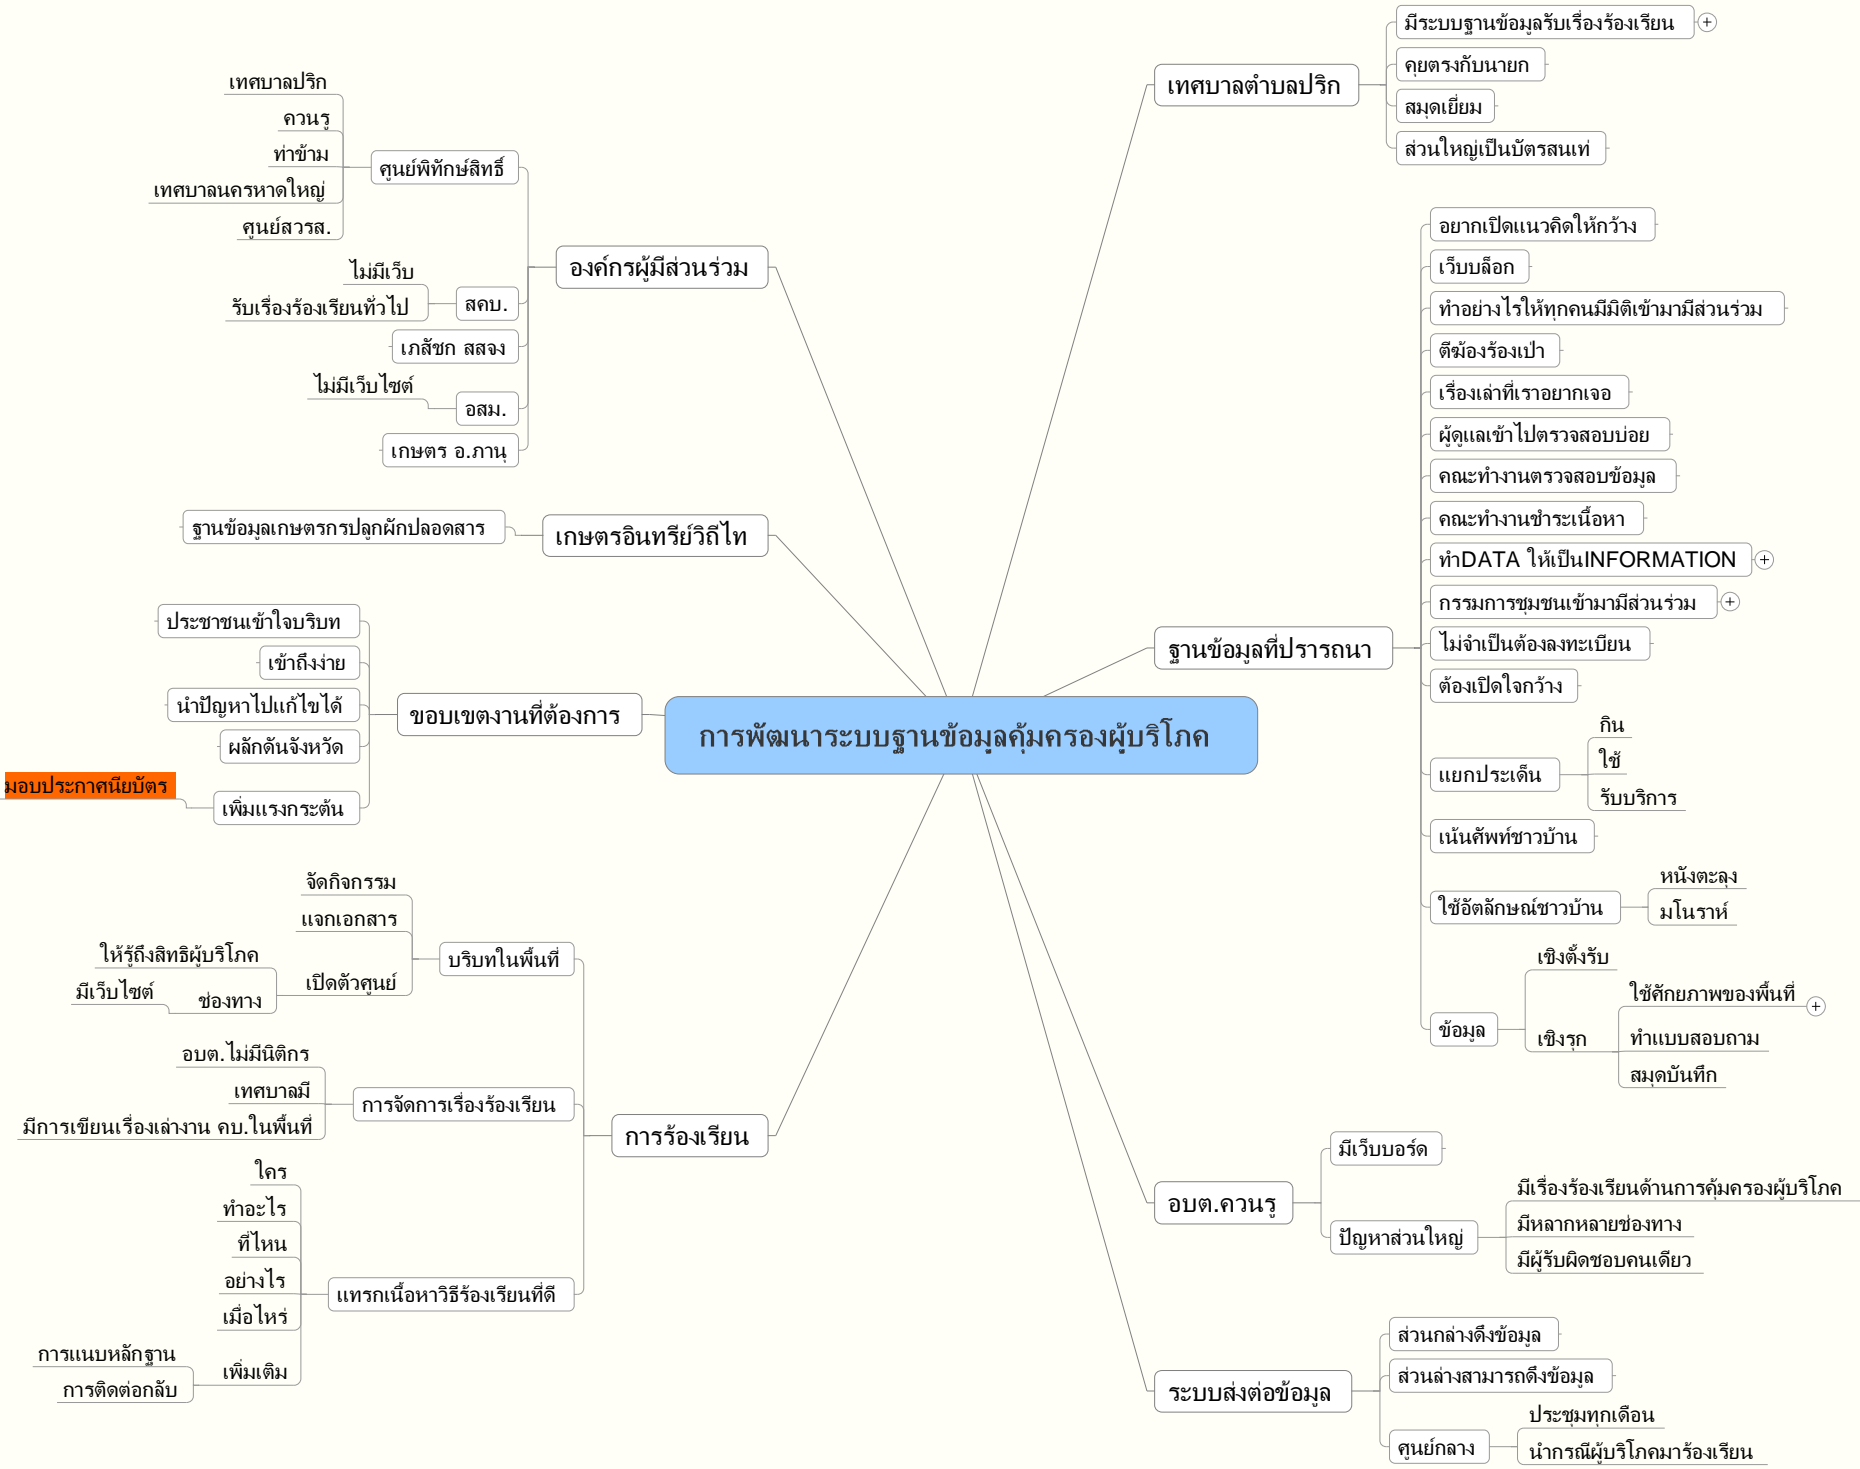 การพัฒนาระบบฐานข้อมูลคุ้มครองผู้บริโภค
เทศบาลตำบลปริก
มีระบบฐานข้อมูลรับเรื่องร้องเรียน
คุยตรงกับนายก
สมุดเยี่ยม
ส่วนใหญ่เป็นบัตรสนเท่
ฐานข้อมูลที่ปรารถนา
อยากเปิดแนวคิดให้กว้าง
เว็บบล็อก
ทำอย่างไรให้ทุกคนมีมิติเข้ามามีส่วนร่วม
ตีฆ้องร้องเป่า
เรื่องเล่าที่เราอยากเจอ
ผู้ดูแลเข้าไปตรวจสอบบ่อย
คณะทำงานตรวจสอบข้อมูล
คณะทำงานชำระเนื้อหา
ทำDATA ให้เป็นINFORMATION
กรรมการชุมชนเข้ามามีส่วนร่วม
ไม่จำเป็นต้องลงทะเบียน
ต้องเปิดใจกว้าง
แยกประเด็น
กิน
ใช้
รับบริการ
เน้นศัพท์ชาวบ้าน
ใช้อัตลักษณ์ชาวบ้าน
หนังตะลุง
มโนราห์
ข้อมูล
เชิงตั้งรับ
เชิงรุก
ใช้ศักยภาพของพื้นที่
ทำแบบสอบถาม
สมุดบันทึก
อบต.ควนรู
มีเว็บบอร์ด
ปัญหาส่วนใหญ่
มีเรื่องร้องเรียนด้านการคุ้มครองผู้บริโภค
มีหลากหลายช่องทาง
มีผู้รับผิดชอบคนเดียว
ระบบส่งต่อข้อมูล
ส่วนกล่างดึงข้อมูล
ส่วนล่างสามารถดึงข้อมูล
ศูนย์กลาง
ประชุมทุกเดือน
นำกรณีผู้บริโภคมาร้องเรียน
องค์กรผู้มีส่วนร่วม
ศูนย์พิทักษ์สิทธิ์
เทศบาลปริก
ควนรู
ท่าข้าม
เทศบาลนครหาดใหญ่
ศูนย์สวรส.
สคบ.
ไม่มีเว็บ
รับเรื่องร้องเรียนทั่วไป
เภสัชก สสจง
อสม.
ไม่มีเว็บไซต์
เกษตร อ.ภานุ
เกษตรอินทรีย์วิถีไท
ฐานข้อมูลเกษตรกรปลูกผักปลอดสาร
ขอบเขตงานที่ต้องการ
ประชาชนเข้าใจบริบท
เข้าถึงง่าย
นำปัญหาไปแก้ไขได้
ผลักดันจังหวัด
เพิ่มแรงกระต้น
มอบประกาศนียบัตร
การร้องเรียน
บริบทในพื้นที่
จัดกิจกรรม
แจกเอกสาร
เปิดตัวศูนย์
ให้รู้ถึงสิทธิผู้บริโภค
ช่องทาง
มีเว็บไซต์
การจัดการเรื่องร้องเรียน
อบต.ไม่มีนิติกร
เทศบาลมี
มีการเขียนเรื่องเล่างาน คบ.ในพื้นที่
แทรกเนื้อหาวิธีร้องเรียนที่ดี
ใคร
ทำอะไร
ที่ไหน
อย่างไร
เมื่อไหร่
เพิ่มเติม
การแนบหลักฐาน
การติดต่อกลับ